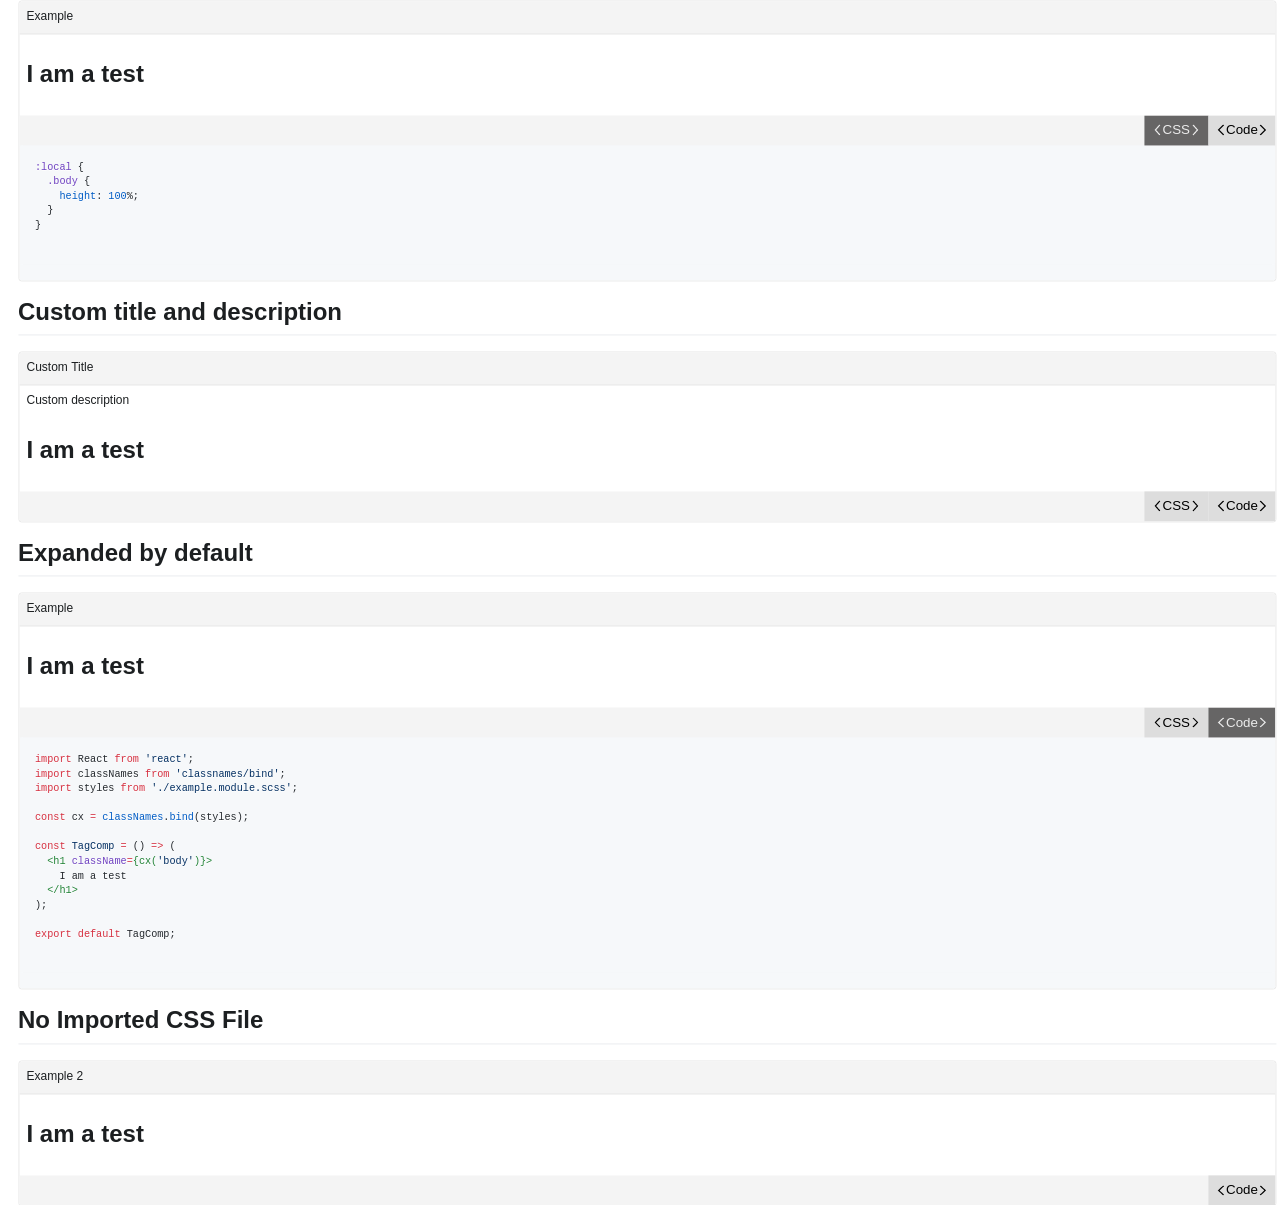 Example
I am a test
CSS Code
:local {
  .body {
    height: 100%;
  }
}
Custom title and description
Custom Title
Custom description
I am a test
CSS Code
Expanded by default
Example
I am a test
CSS Code
import React from 'react';
import classNames from 'classnames/bind';
import styles from './example.module.scss';
const cx = classNames.bind(styles);
const TagComp = () => (
  <h1 className={cx('body')}>
    I am a test
  </h1>
);
export default TagComp;
No Imported CSS File
Example 2
I am a test
Code